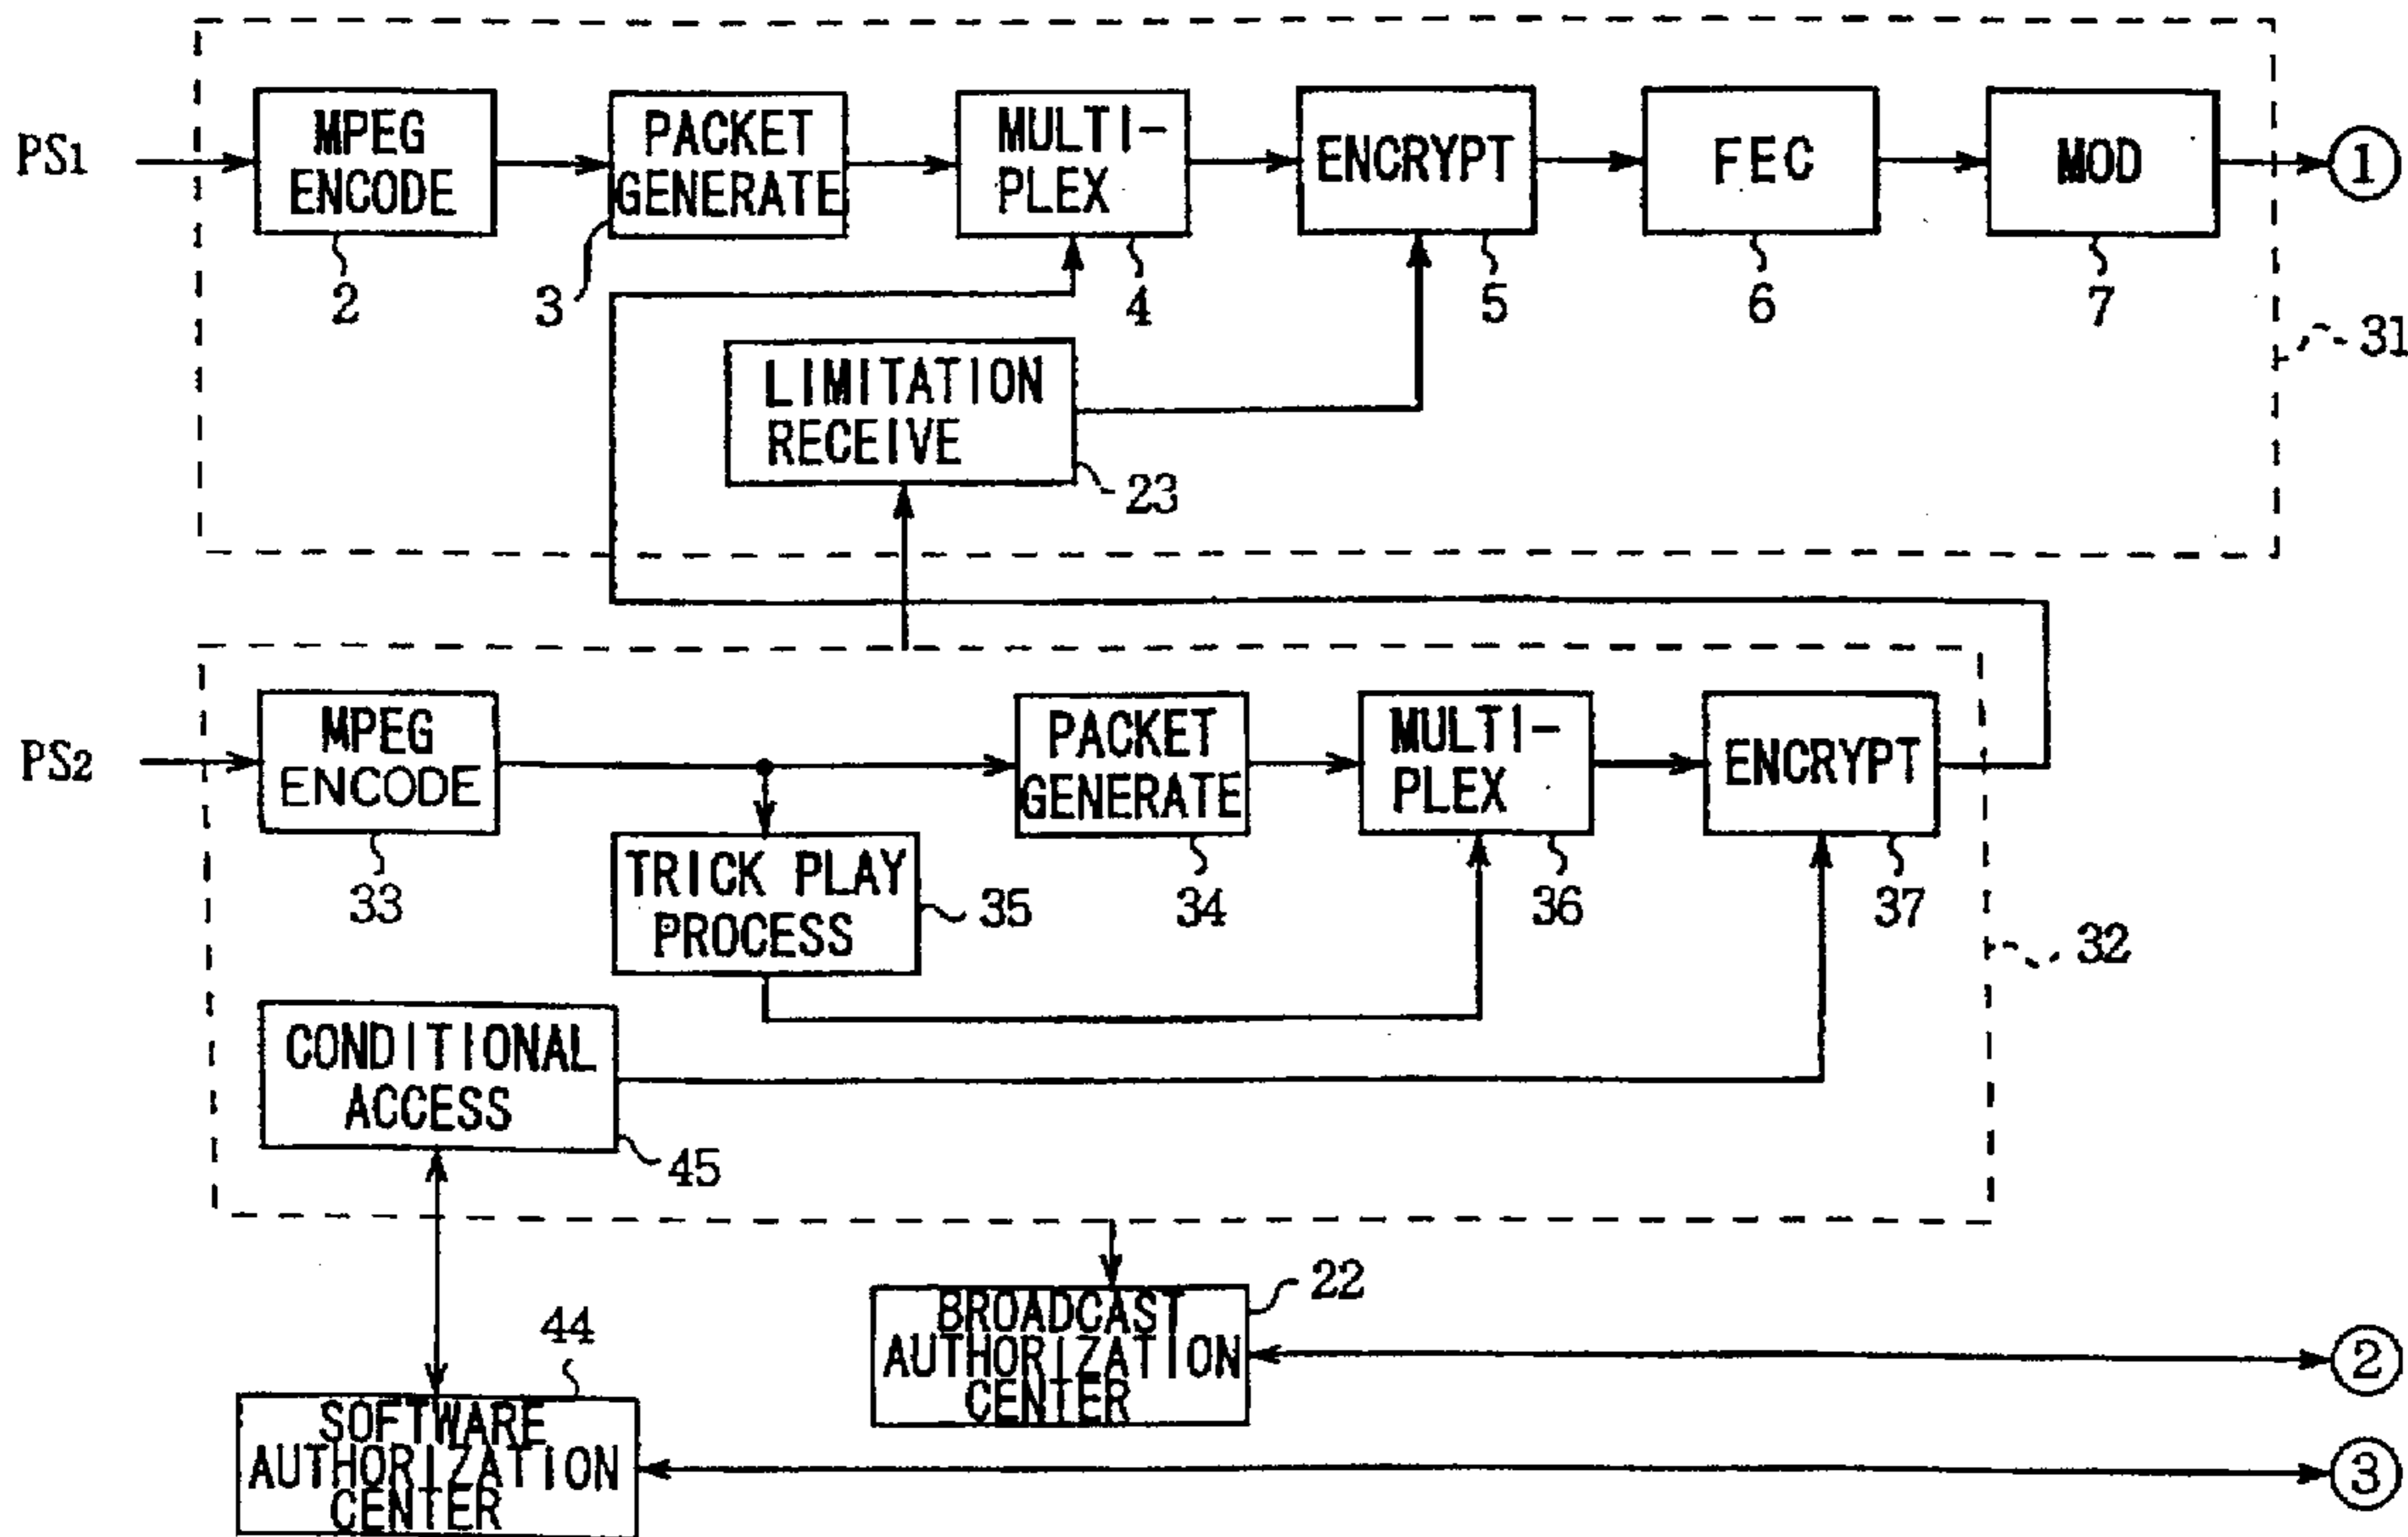 PS1
MPEG
ENCODE
2
PACKET
GENERATE
3
MULTI-
PLEX
4
ENCRYPT
5
FEC
6
MOD
7
①
LIMITATION
RECEIVE
23
31
PS2
MPEG
ENCODE
33
PACKET
GENERATE
34
MULTI-
PLEX
36
ENCRYPT
37
TRICK PLAY
PROCESS
35
32
CONDITIONAL
ACCESS
45
BROADCAST
AUTHORIZATION
CENTER
22
②
44
SOFTWARE
AUTHORIZATION
CENTER
③